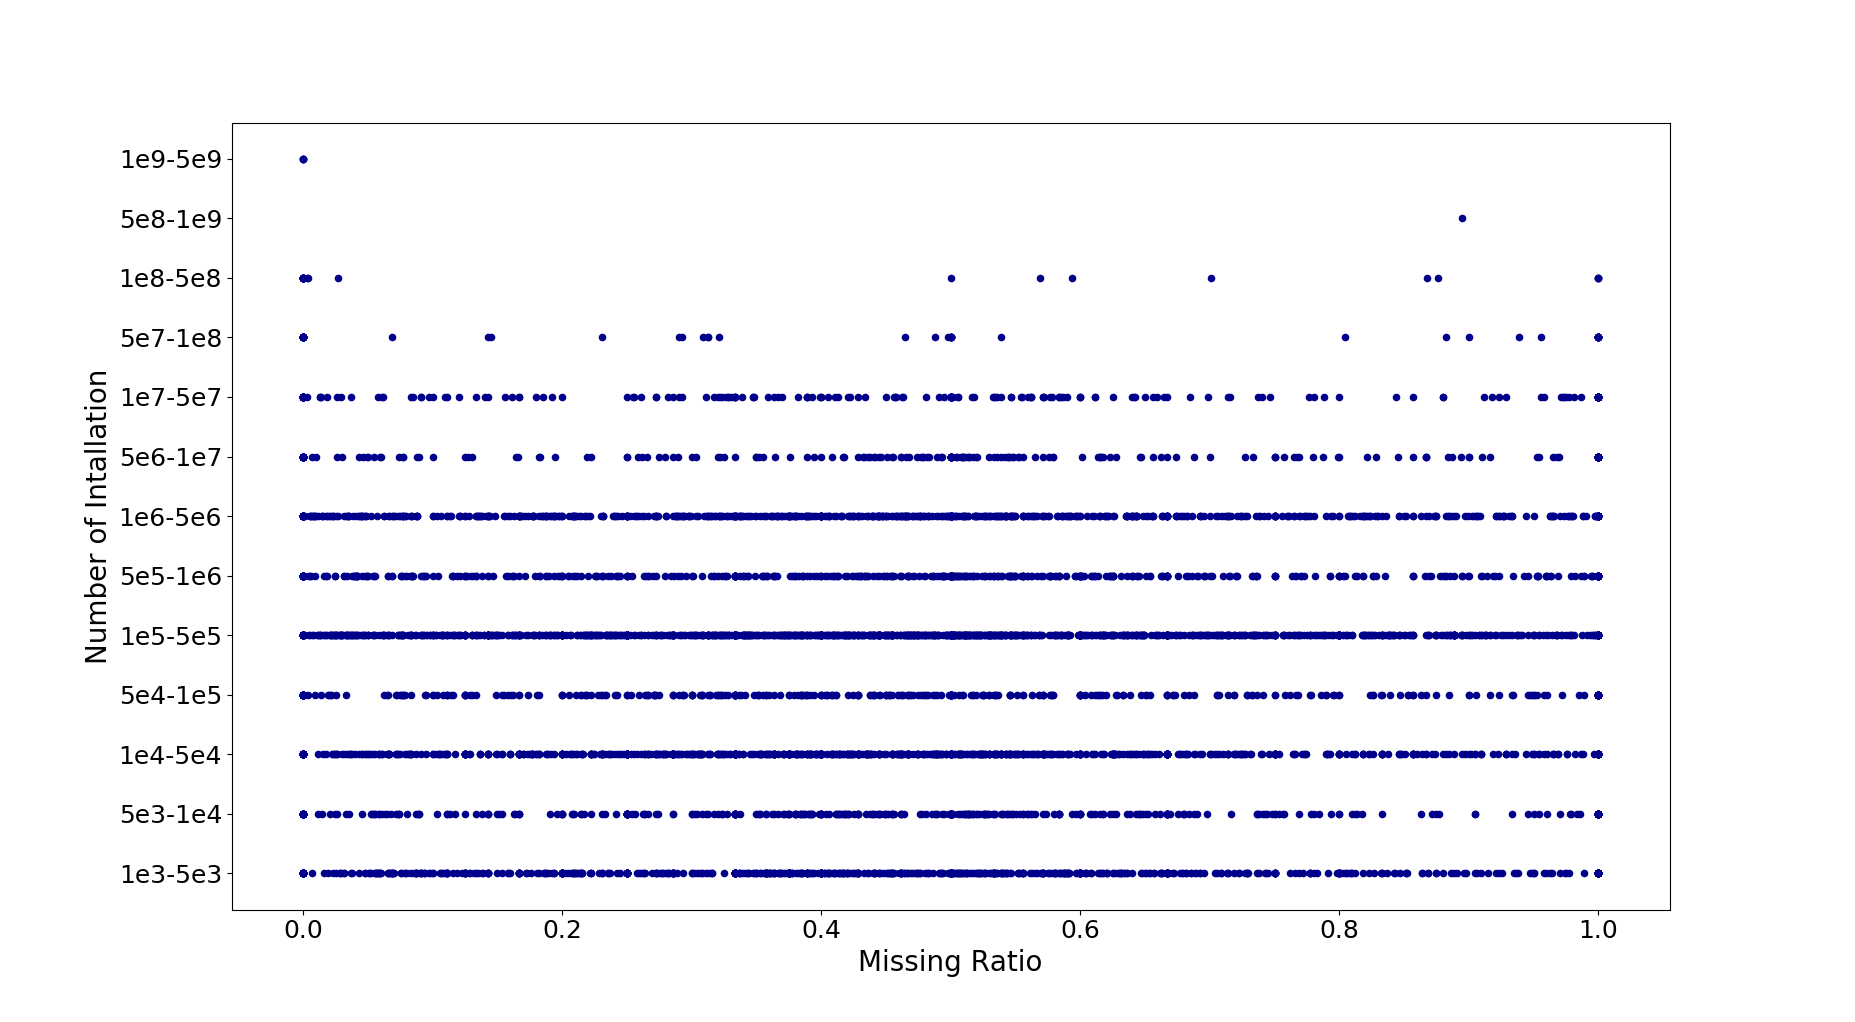 1e9-5e9
5e8-1e9
1e8-5e8
5e7-1e8
1e7-5e7
5e6-1e7
1e6-5e6
5e5-1e6
1e5-5e5
5e4-1e5
1e4-5e4
5e3-1e4
1e3-5e3
Number of Intallation
0.0 0.2 0.4 0.6 0.8 1.0
Missing Ratio